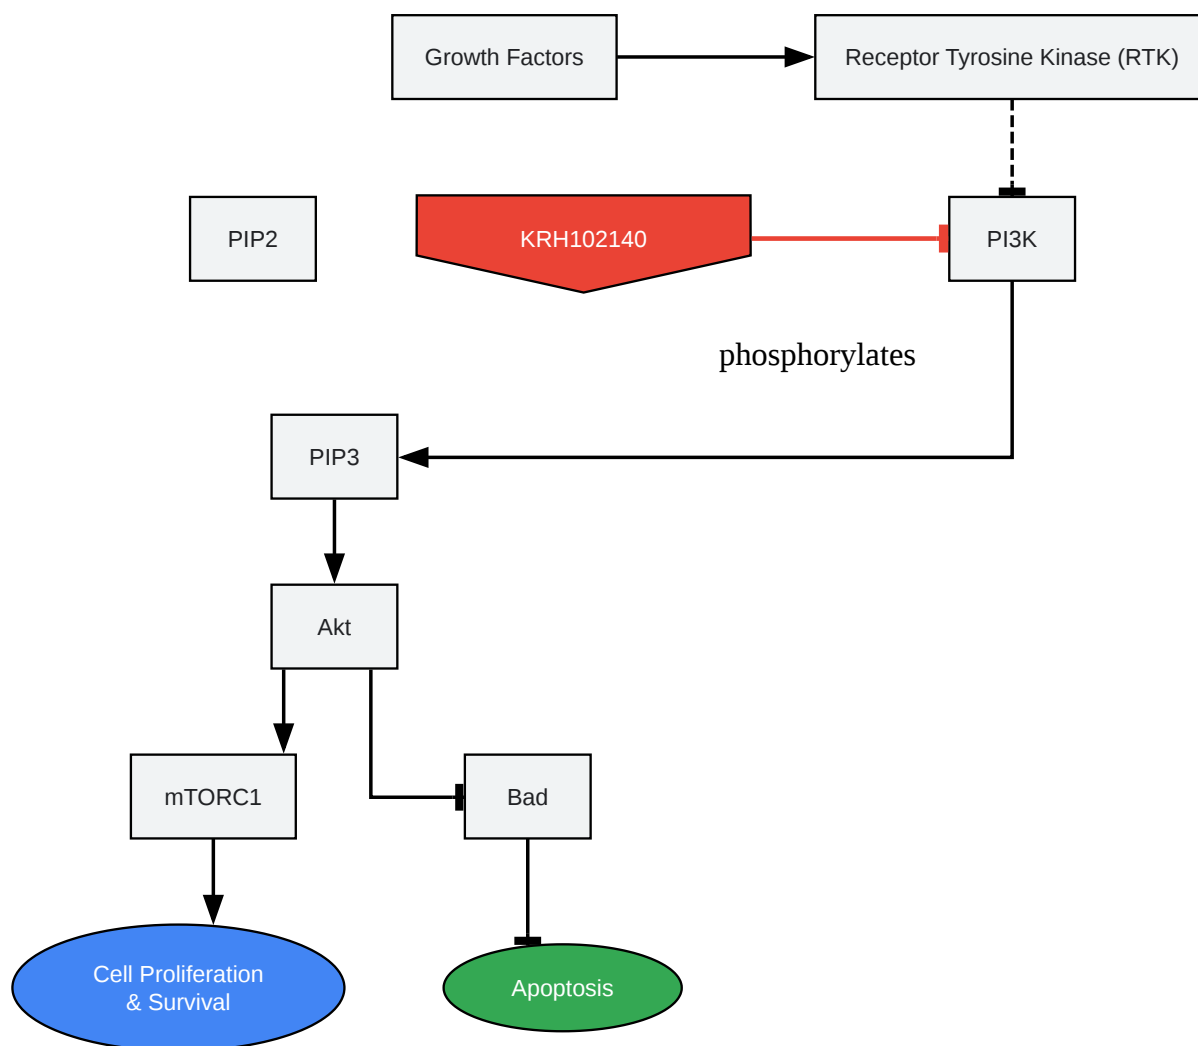 Growth Factors
Receptor Tyrosine Kinase (RTK)
PIP2
KRH102140
PI3K
phosphorylates
PIP3
Akt
mTORC1
Bad
Cell Proliferation
& Survival
Apoptosis